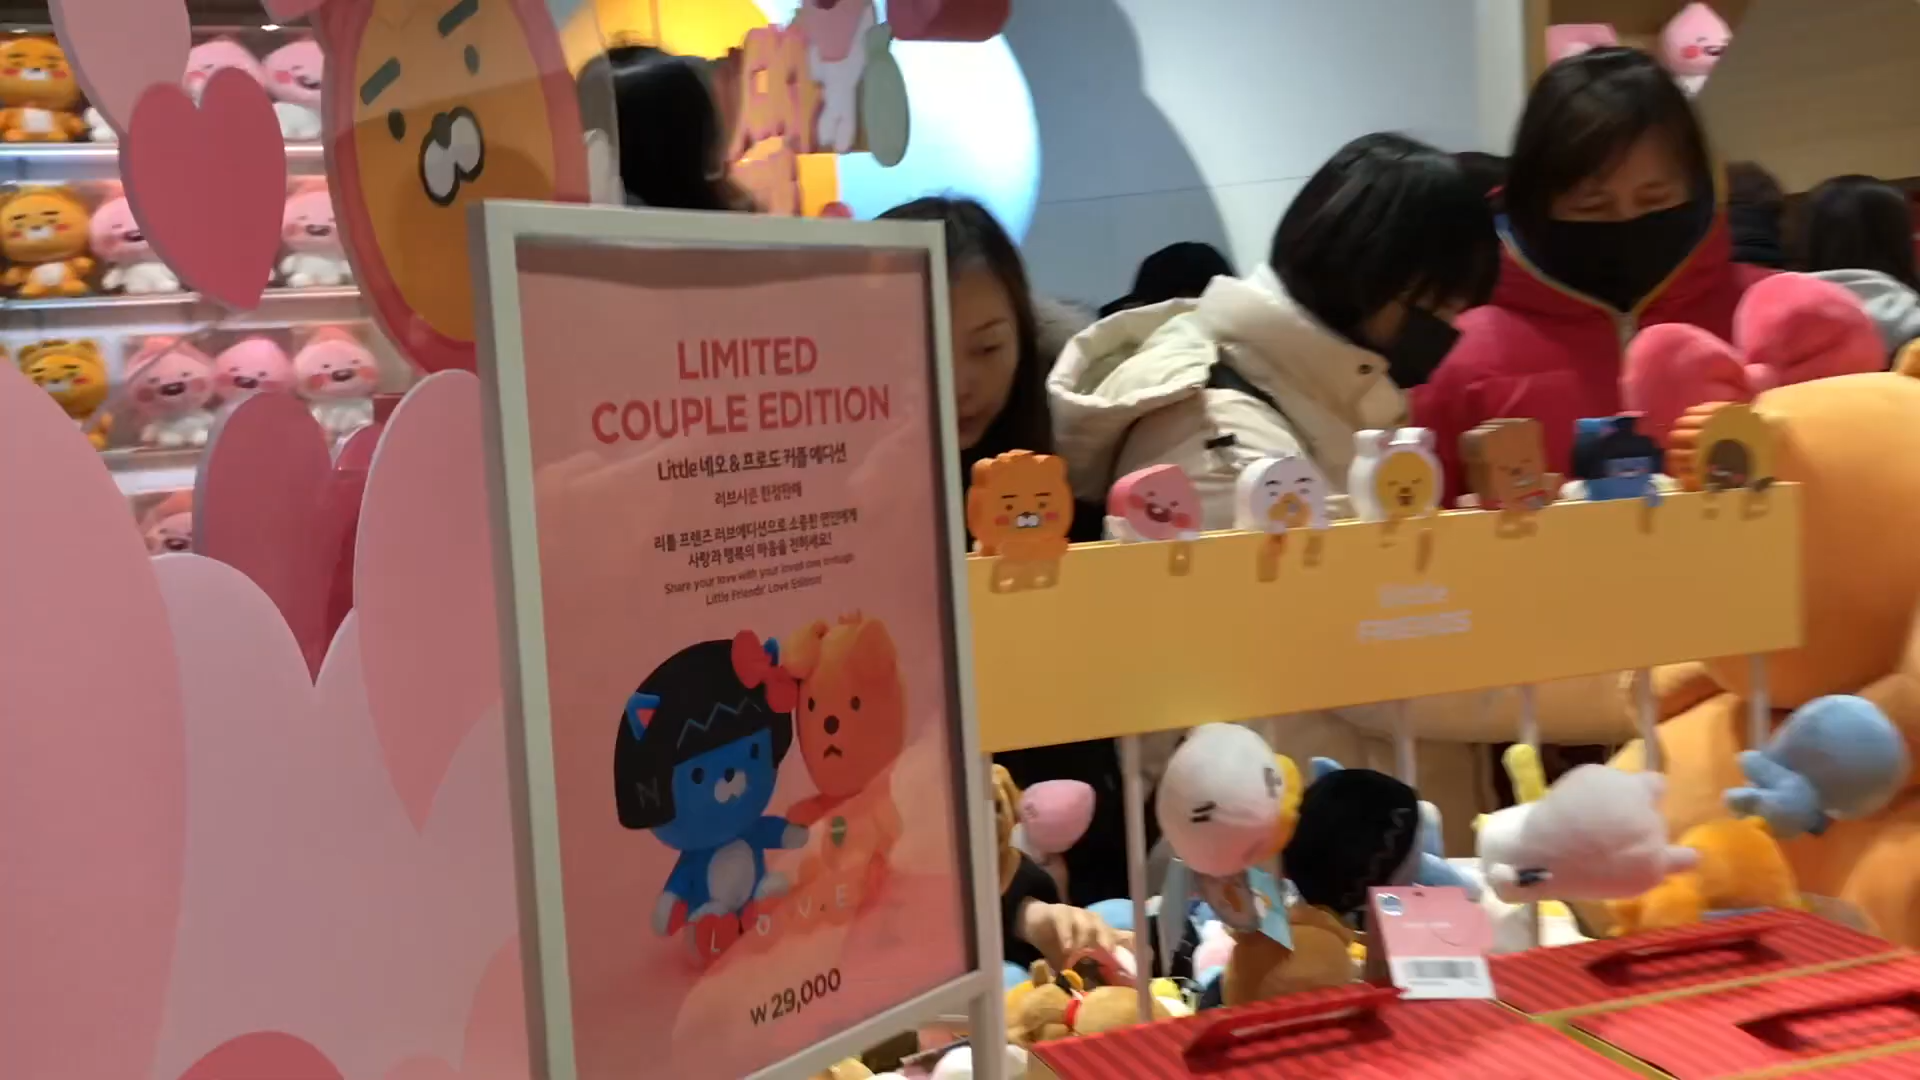 LIMITED
COUPLE EDITION
Little 네오 & 프로도 커플 에디션
러브시즌 한정판매
리틀 프렌즈 러브에디션으로 소중한 연인에게
사랑과 행복의 마음을 전하세요!
Share your love with your loved one through
Little Friends' Love Edition!
N
LOVE
₩ 29,000
FRIENDS